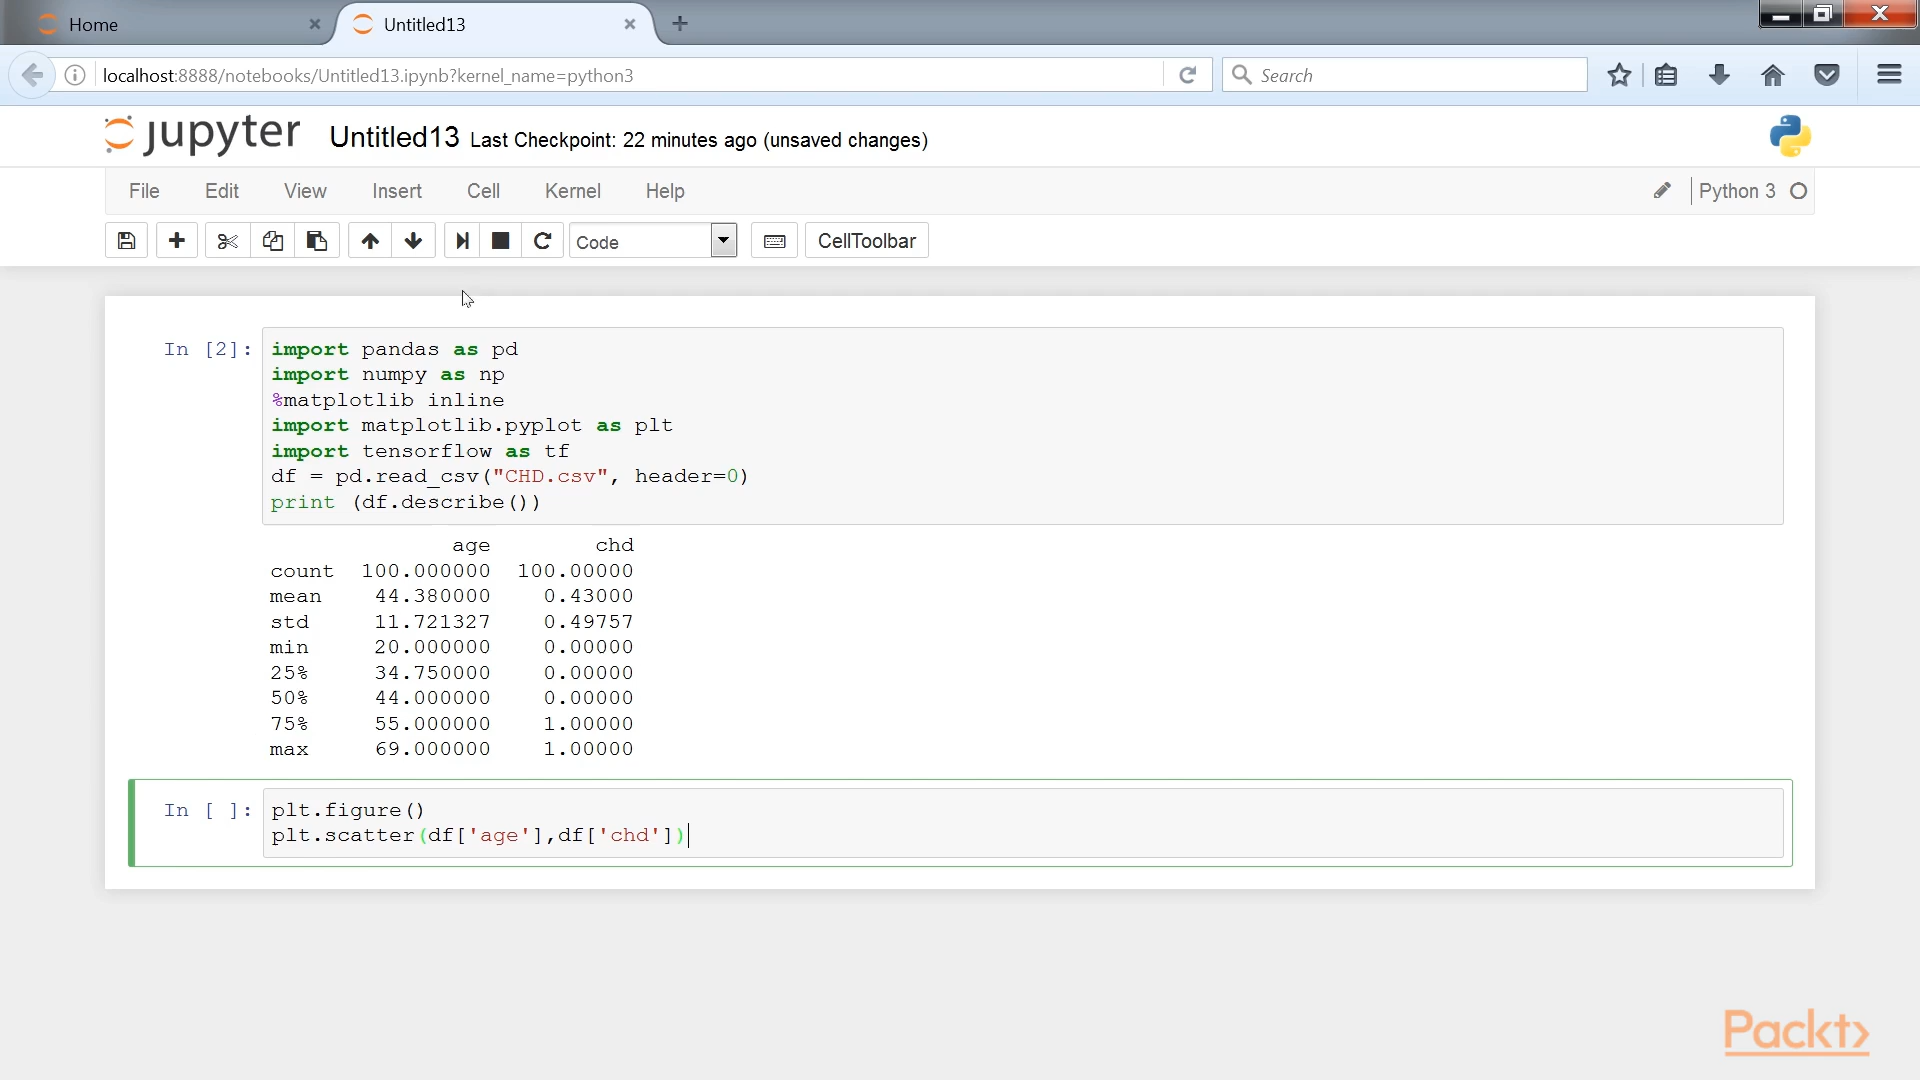 Home
Untitled13
localhost:8888/notebooks/Untitled13.ipynb?kernel_name=python3
Search
jupyter
Untitled13 Last Checkpoint: 22 minutes ago (unsaved changes)
File Edit View Insert Cell Kernel Help
Python 3
Code
CellToolbar
In [2]:
import pandas as pd
import numpy as np
%matplotlib inline
import matplotlib.pyplot as plt
import tensorflow as tf
df = pd.read_csv("CHD.csv", header=0)
print (df.describe())
age chd
count 100.000000 100.00000
mean 44.380000 0.43000
std 11.721327 0.49757
min 20.000000 0.00000
25% 34.750000 0.00000
50% 44.000000 0.00000
75% 55.000000 1.00000
max 69.000000 1.00000
In [ ]:
plt.figure()
plt.scatter(df['age'],df['chd'])
Packt>